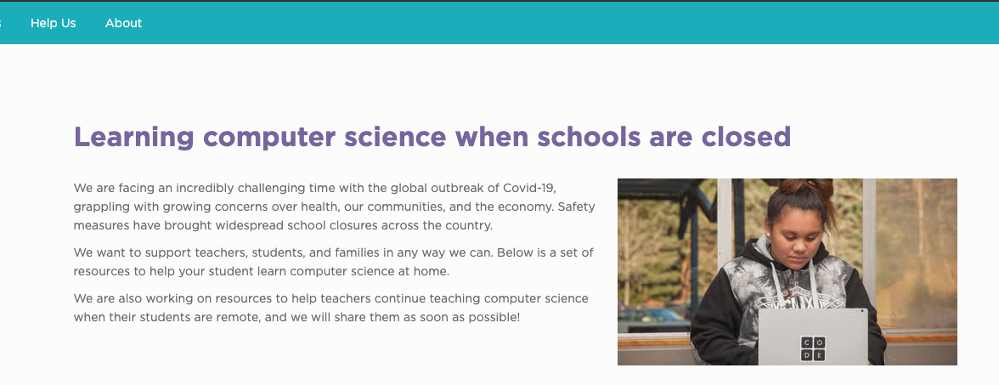 Help Us About
Learning computer science when schools are closed
We are facing an incredibly challenging time with the global outbreak of Covid-19,
grappling with growing concerns over health, our communities, and the economy. Safety
measures have brought widespread school closures across the country.
We want to support teachers, students, and families in any way we can. Below is a set of
resources to help your student learn computer science at home.
We are also working on resources to help teachers continue teaching computer science
when their students are remote, and we will share them as soon as possible!
C O
D E